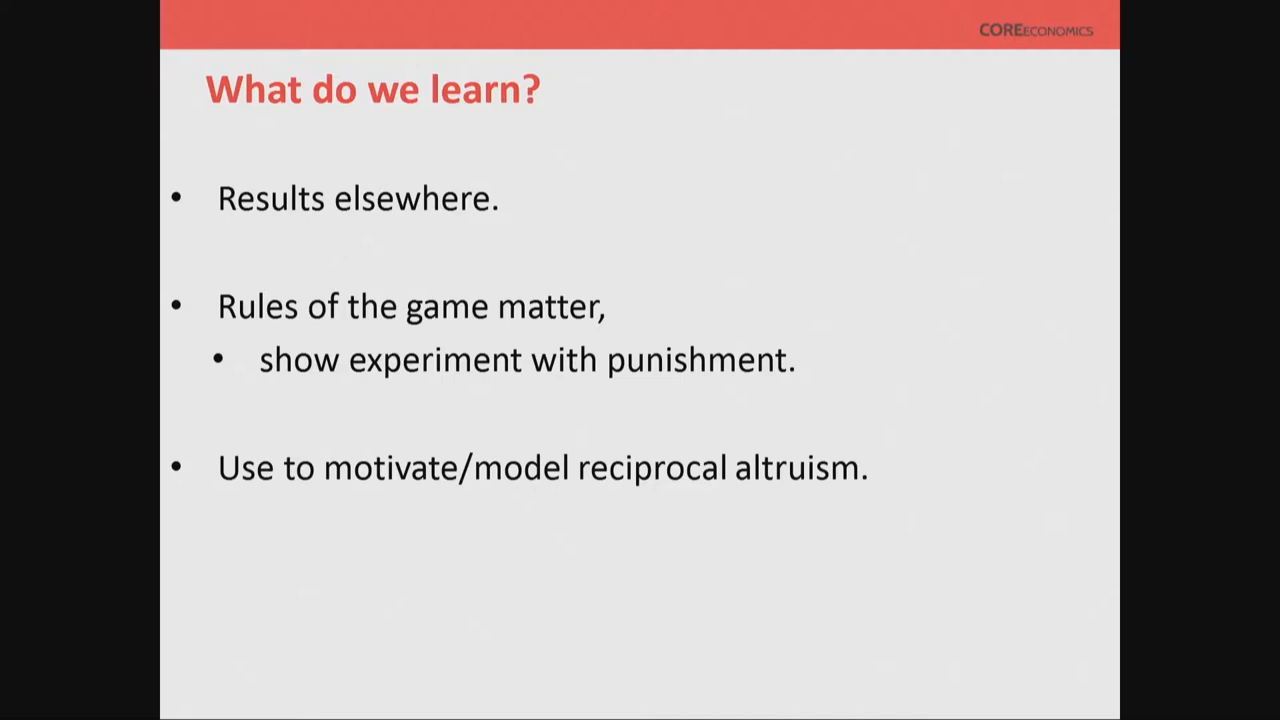 COREECONOMICS
What do we learn?
• Results elsewhere.
• Rules of the game matter,
• show experiment with punishment.
• Use to motivate/model reciprocal altruism.